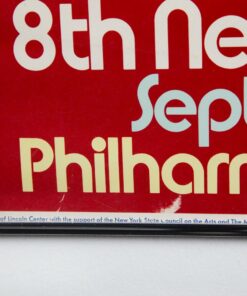 8th Ne
Sept
Philharm
of Lincoln Center with the support of the New York State Council on the Arts and The